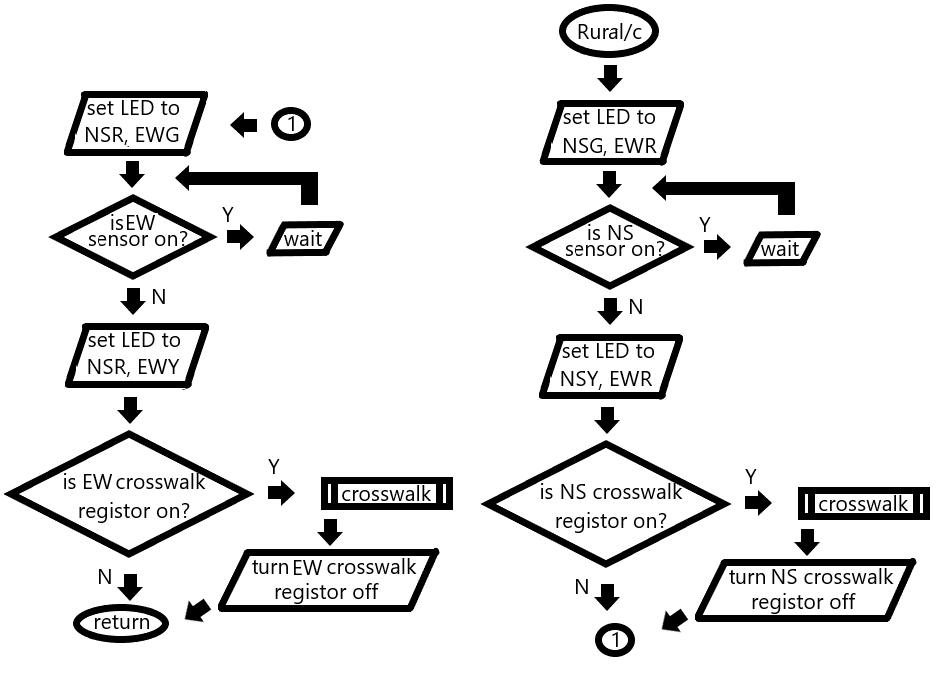 Rural/c
set LED to
NSG, EWR
is NS
sensor on?
Y
wait
N
set LED to
NSY, EWR
is NS crosswalk
registor on?
Y
crosswalk
turn NS crosswalk
registor off
N
1
1
set LED to
NSR, EWG
isEW
sensor on?
Y
wait
N
set LED to
NSR, EWY
is EW crosswalk
registor on?
Y
crosswalk
turn EW crosswalk
registor off
N
return